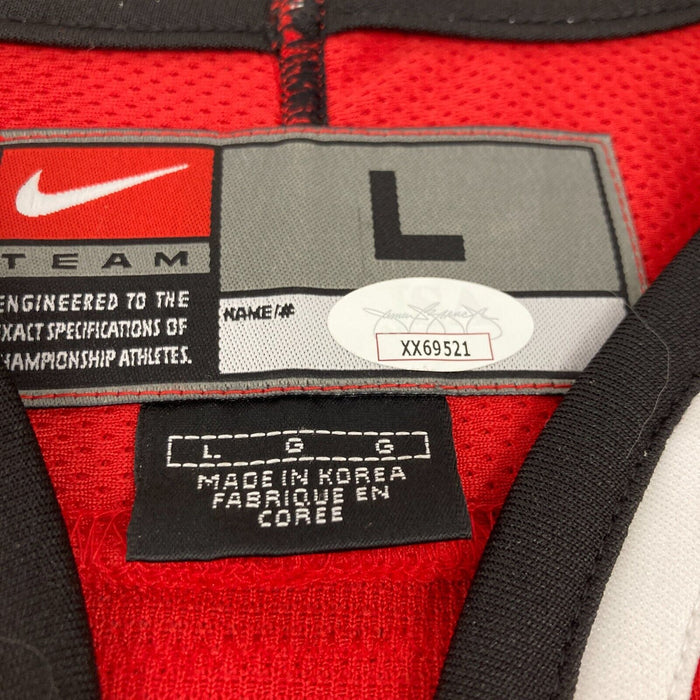 TEAM
L
ENGINEERED TO THE
EXACT SPECIFICATIONS OF
CHAMPIONSHIP ATHLETES.
NAME/#
XX69521
L G G
MADE IN KOREA
FABRIQUE EN
COREE